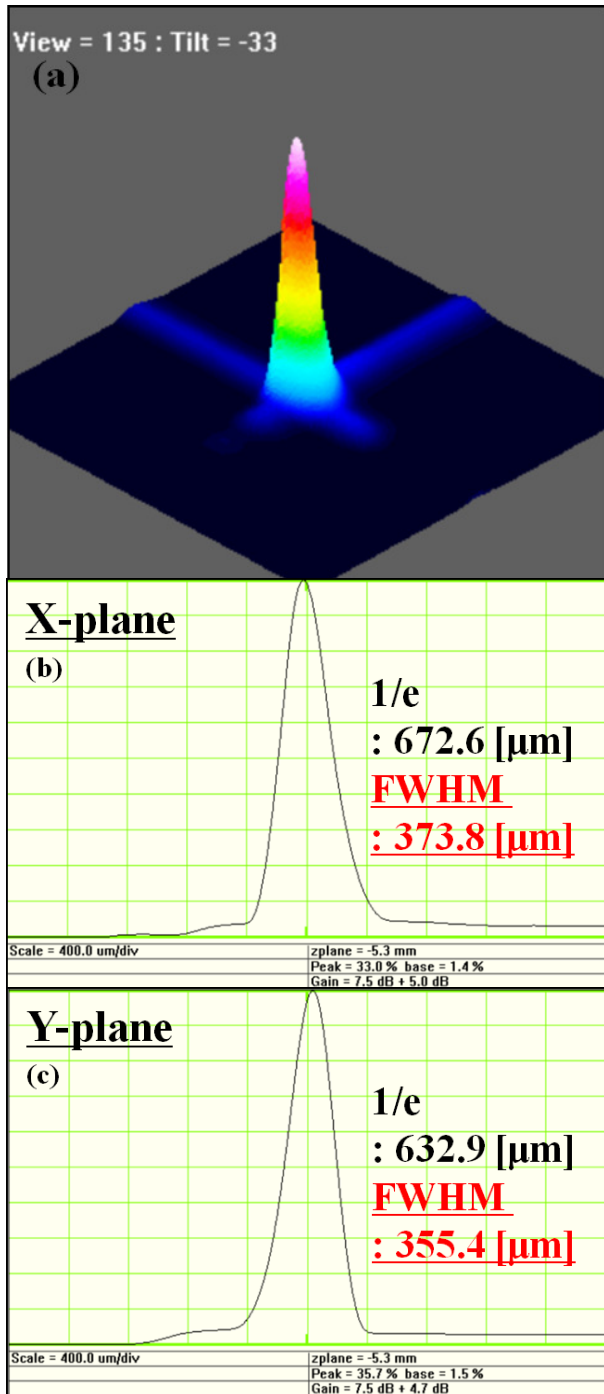 View = 135 : Tilt = -33
(a)
X-plane
(b)
1/e
: 672.6 [μm]
FWHM
: 373.8 [μm]
Scale = 400.0 um/div
zplane = -5.3 mm
Peak = 33.0 % base = 1.4 %
Gain = 7.5 dB + 5.0 dB
Y-plane
(c)
1/e
: 632.9 [μm]
FWHM
: 355.4 [μm]
Scale = 400.0 um/div
zplane = -5.3 mm
Peak = 35.7 % base = 1.5 %
Gain = 7.5 dB + 4.7 dB